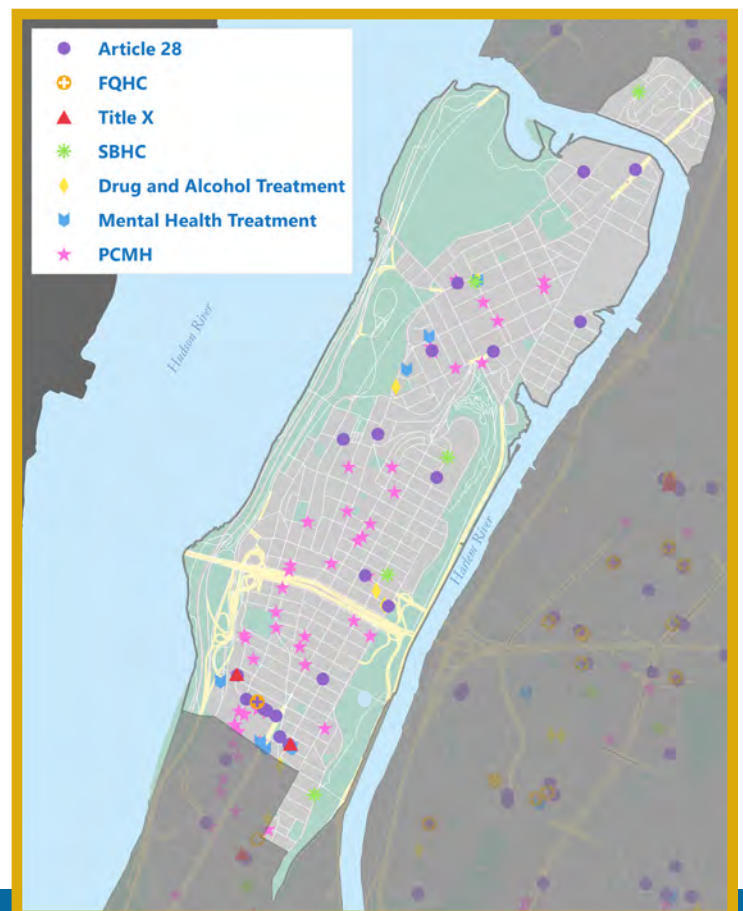 Article 28
FQHC
Title X
SBHC
Drug and Alcohol Treatment
Mental Health Treatment
PCMH
Hudson River
Harlem River